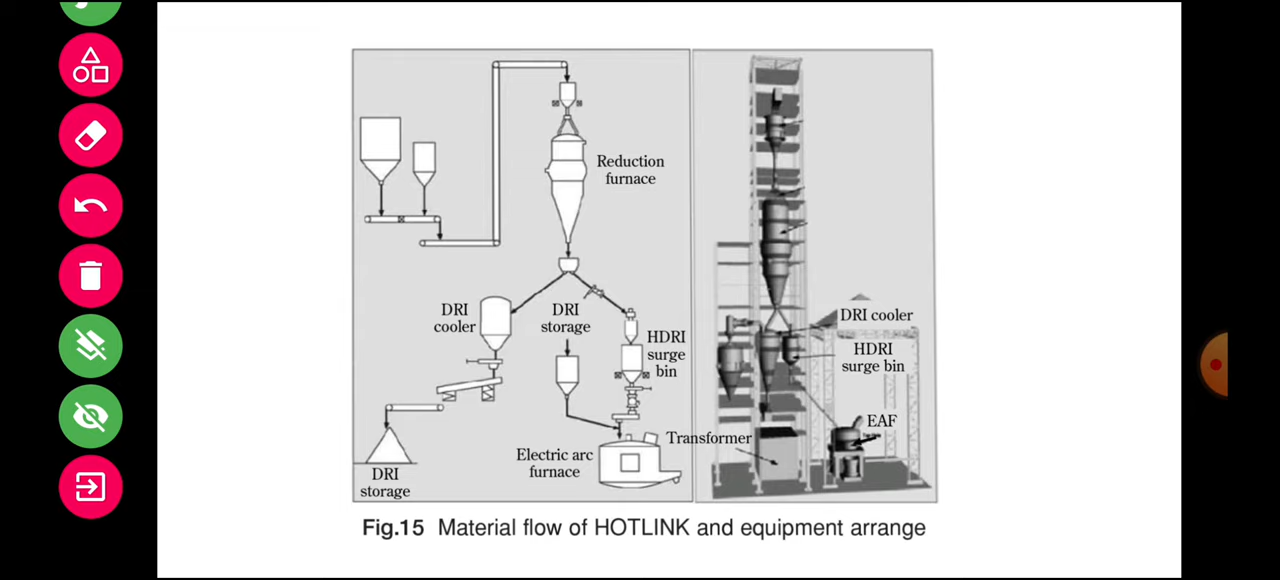 Reduction
furnace
DRI
cooler
DRI
storage
HDRI
surge
bin
Electric arc
furnace
DRI
storage
DRI cooler
HDRI
surge bin
EAF
Transformer
Fig.15 Material flow of HOTLINK and equipment arrange